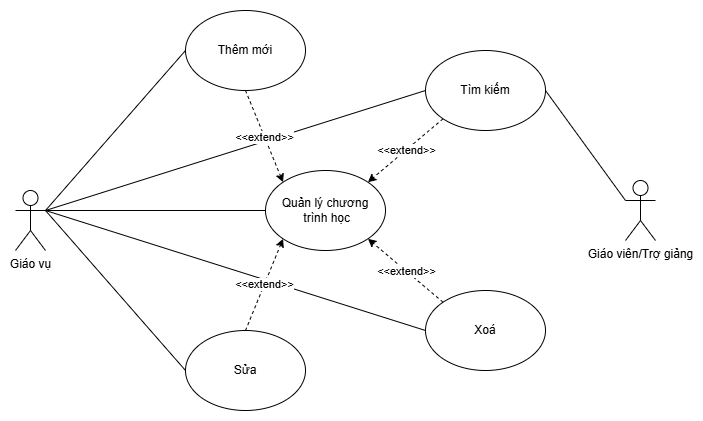 Thêm mới
Tìm kiếm
<<extend>>
<<extend>>
Quản lý chương
trình học
Giáo vụ
Giáo viên/Trợ giảng
<<extend>>
<<extend>>
Xoá
Sửa